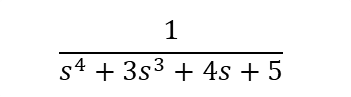 1
s⁴ + 3s³ + 4s + 5